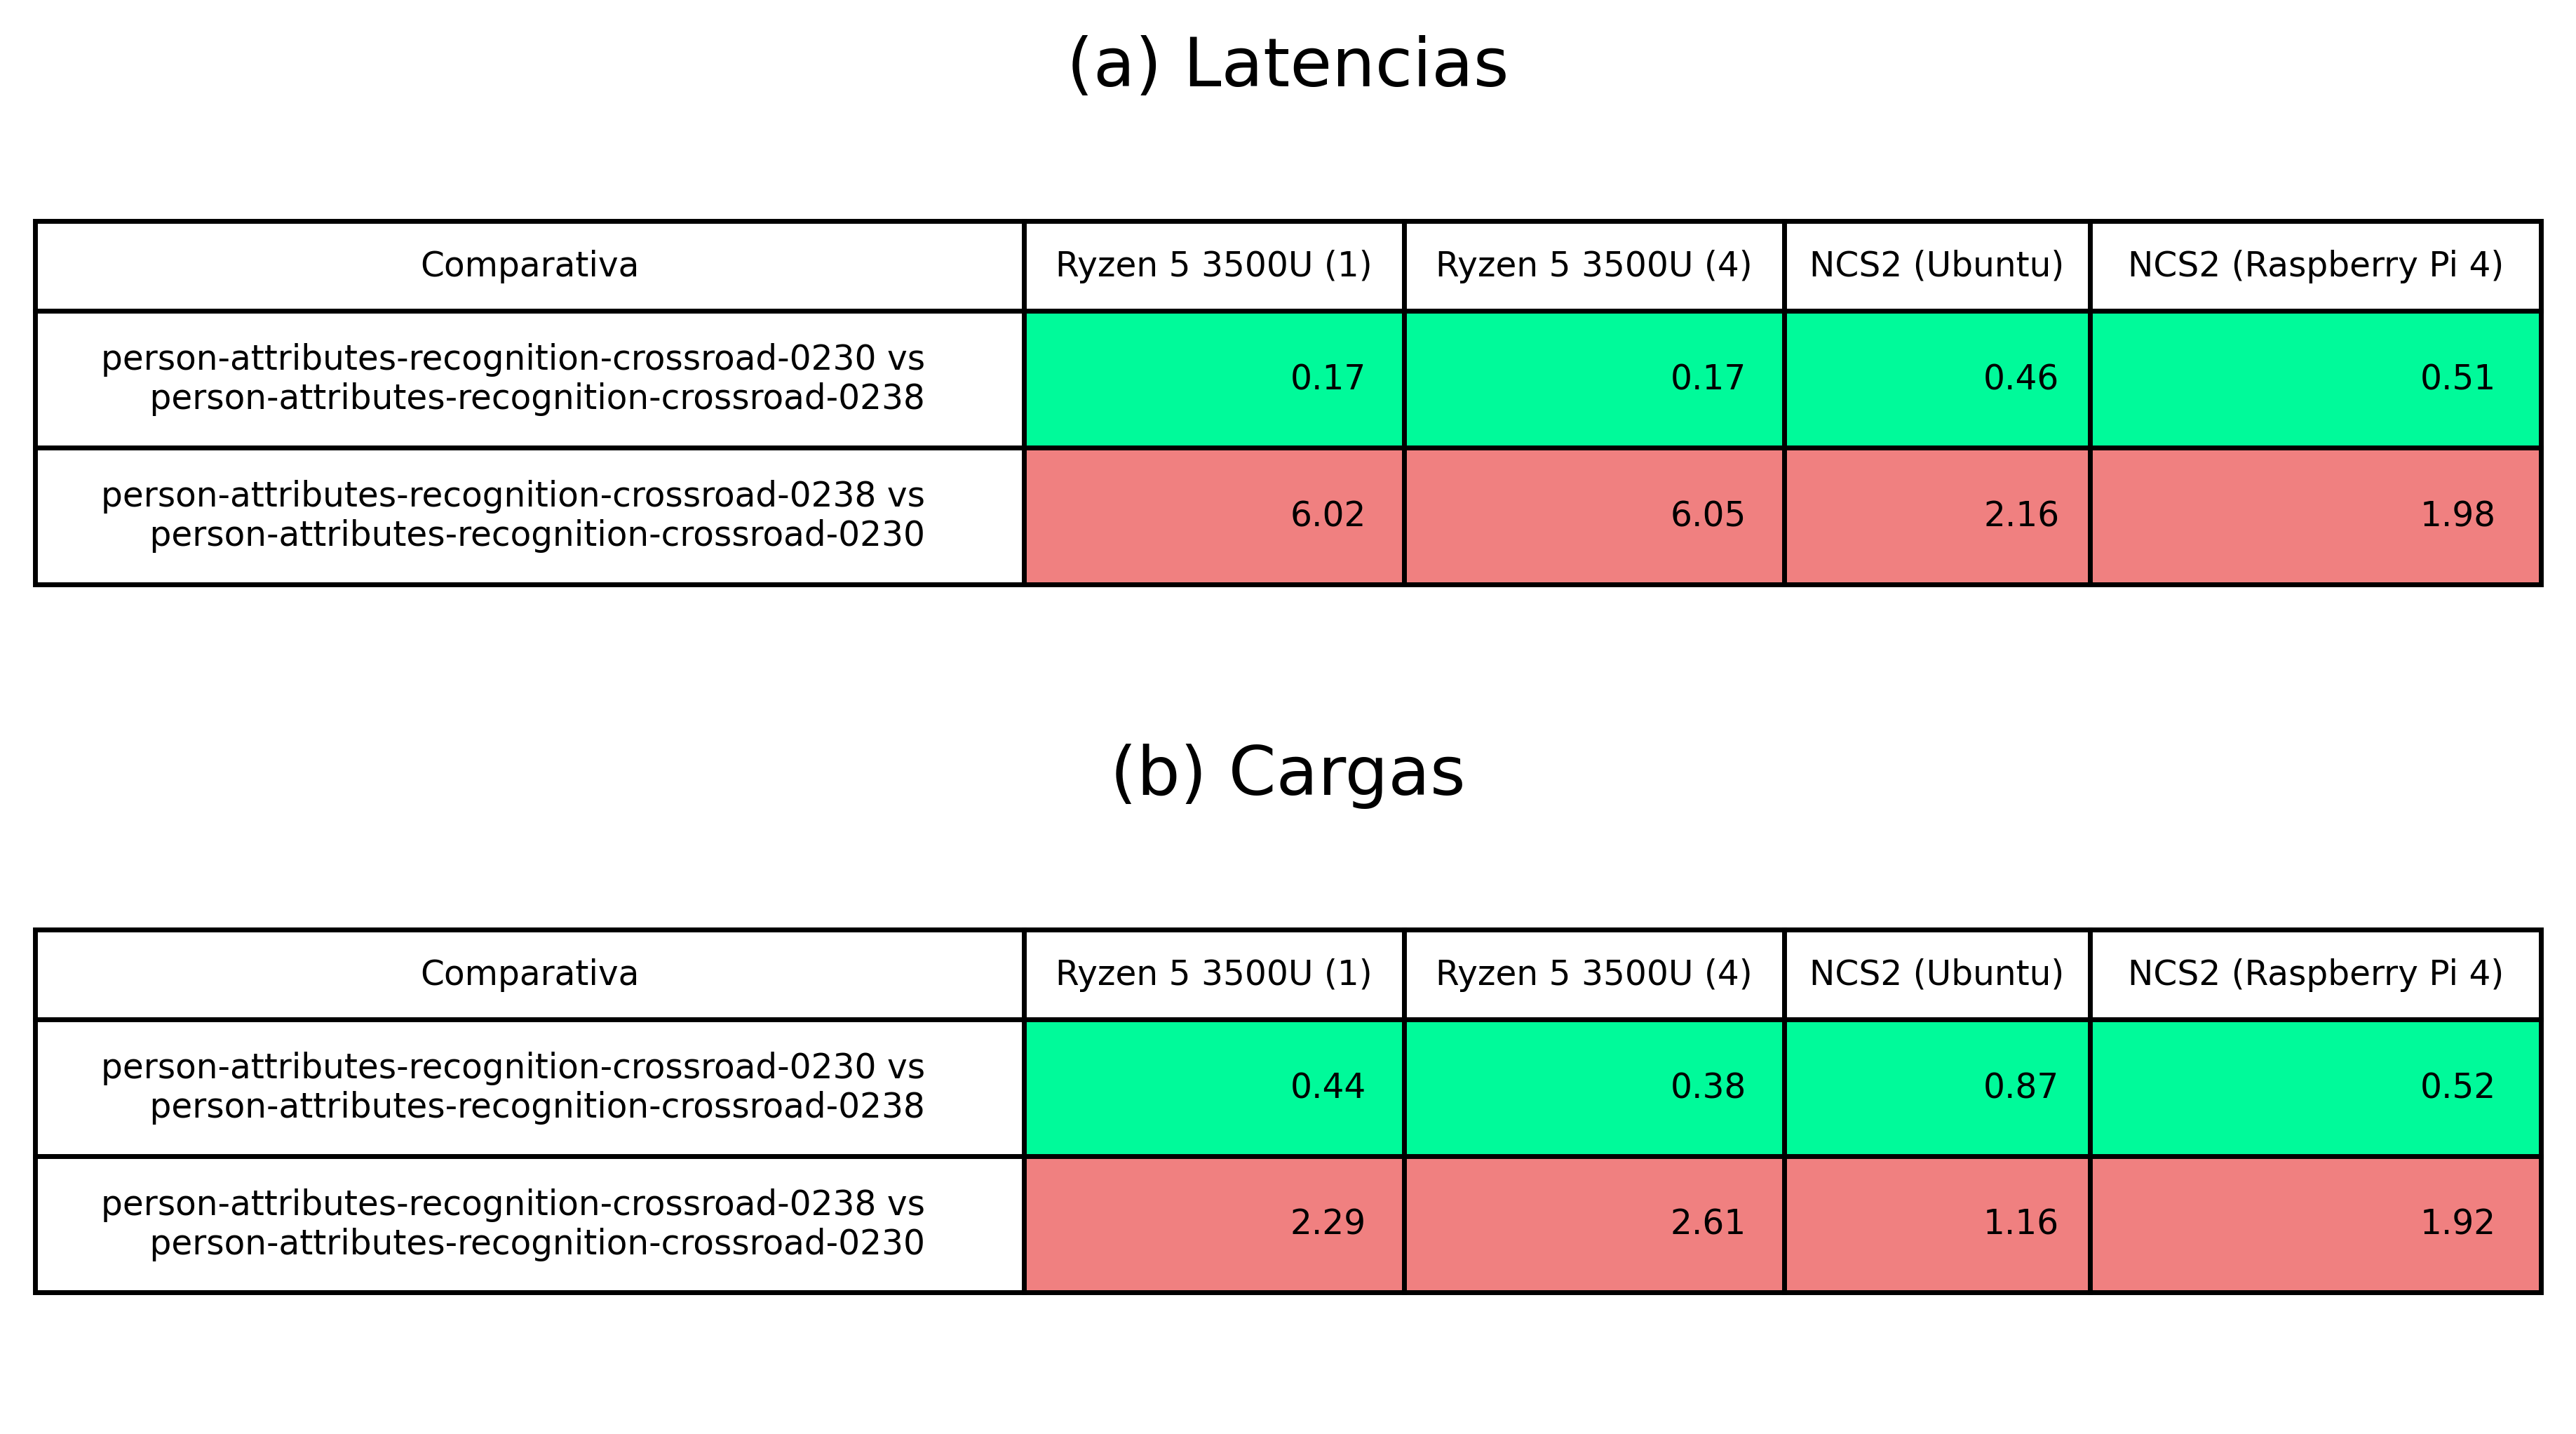 (a) Latencias
Comparativa Ryzen 5 3500U (1) Ryzen 5 3500U (4) NCS2 (Ubuntu) NCS2 (Raspberry Pi 4)
person-attributes-recognition-crossroad-0230 vs
person-attributes-recognition-crossroad-0238
0.17 0.17 0.46 0.51
person-attributes-recognition-crossroad-0238 vs
person-attributes-recognition-crossroad-0230
6.02 6.05 2.16 1.98
(b) Cargas
Comparativa Ryzen 5 3500U (1) Ryzen 5 3500U (4) NCS2 (Ubuntu) NCS2 (Raspberry Pi 4)
person-attributes-recognition-crossroad-0230 vs
person-attributes-recognition-crossroad-0238
0.44 0.38 0.87 0.52
person-attributes-recognition-crossroad-0238 vs
person-attributes-recognition-crossroad-0230
2.29 2.61 1.16 1.92